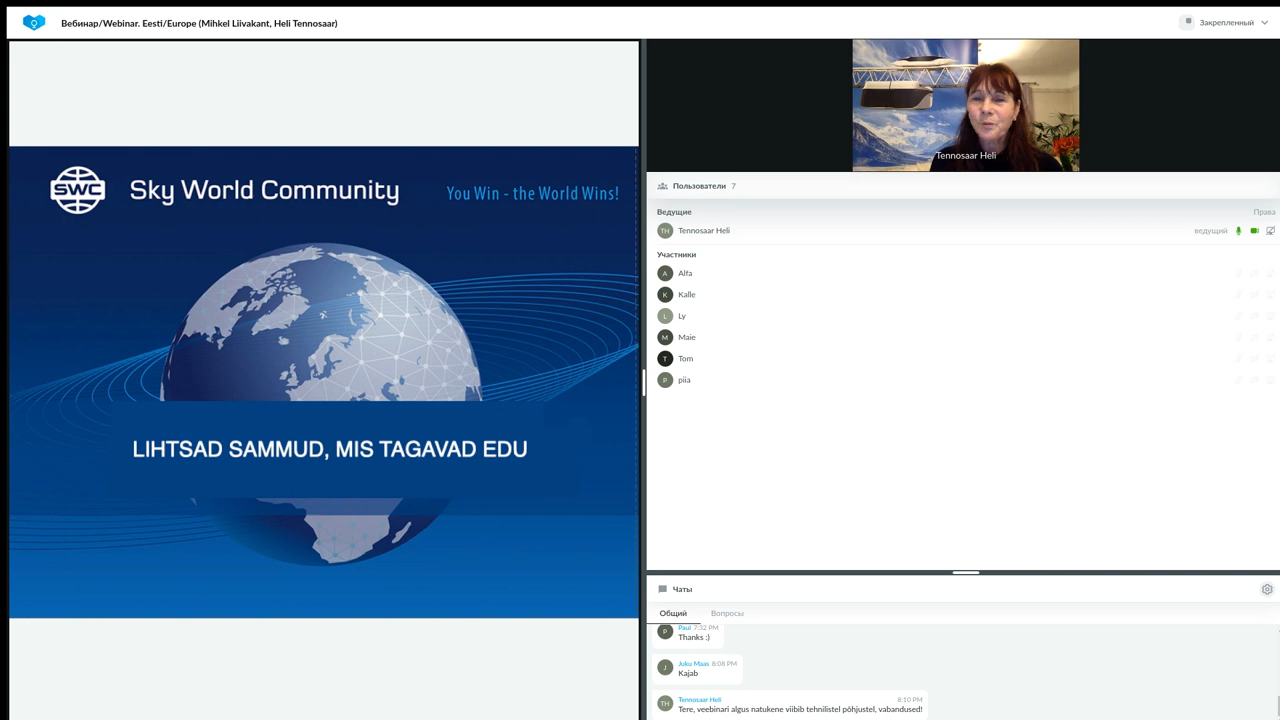 Вебинар/Webinar. Eesti/Europe (Mihkel Liivakant, Heli Tennosaar)
Закрепленный
SWC
Sky World Community
You Win - the World Wins!
LIHTSAD SAMMUD, MIS TAGAVAD EDU
Tennosaar Heli
Пользователи 7
Ведущие Права
TH Tennosaar Heli ведущий
Участники
A Alfa
K Kalle
L Ly
M Maie
T Tom
P piia
Чаты
Общий Вопросы
Paul 7:32 PM
P Thanks :)
Juku Maas 8:08 PM
J Kajab
Tennosaar Heli 8:10 PM
TH Tere, veebinari algus natukene viibib tehnilistel põhjustel, vabandused!